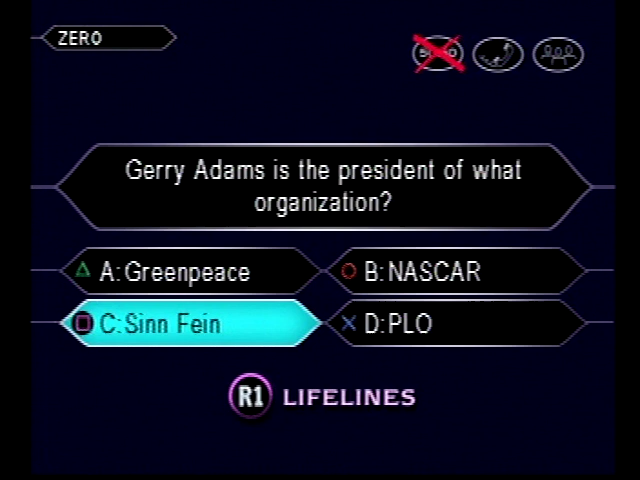 ZERO
Gerry Adams is the president of what
organization?
A: Greenpeace
B: NASCAR
C: Sinn Fein
D: PLO
R1 LIFELINES